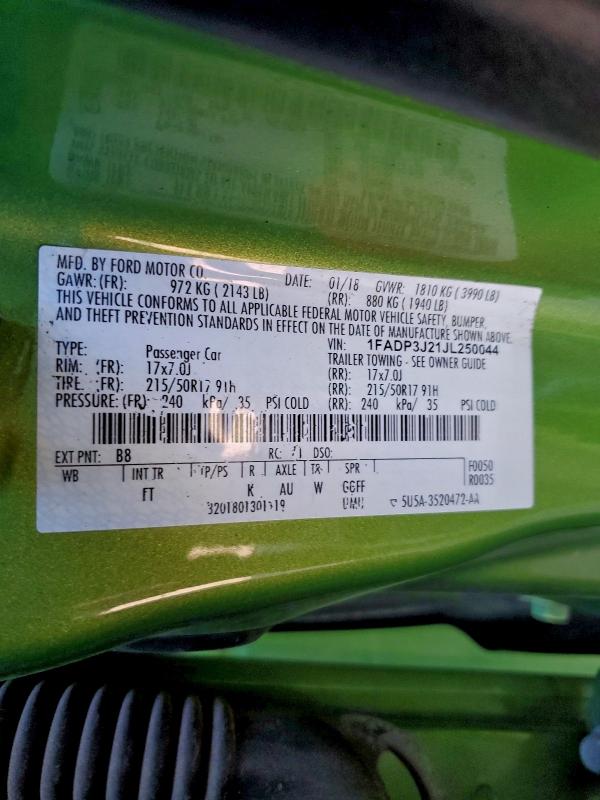 MFD. BY FORD MOTOR CO.
DATE: 01/18 GVWR: 1810 KG ( 3990 LB)
GAWR: (FR): 972 KG ( 2143 LB) (RR): 880 KG ( 1940 LB)
THIS VEHICLE CONFORMS TO ALL APPLICABLE FEDERAL MOTOR VEHICLE SAFETY, BUMPER,
AND THEFT PREVENTION STANDARDS IN EFFECT ON THE DATE OF MANUFACTURE SHOWN ABOVE.
VIN: 1FADP3J21JL250044
TYPE: Passenger Car TRAILER TOWING - SEE OWNER GUIDE
RIM: (FR): 17x7.0J (RR): 17x7.0J
TIRE (FR): 215/50R17 91H (RR): 215/50R17 91H
PRESSURE: (FR): 240 kPa/ 35 PSI COLD (RR): 240 kPa/ 35 PSI COLD
EXT PNT: B8 RC: DSO: F0050
WB INT TR TP/PS R AXLE TR SPR R0035
FT K AU W
5U5A-3520472-AA